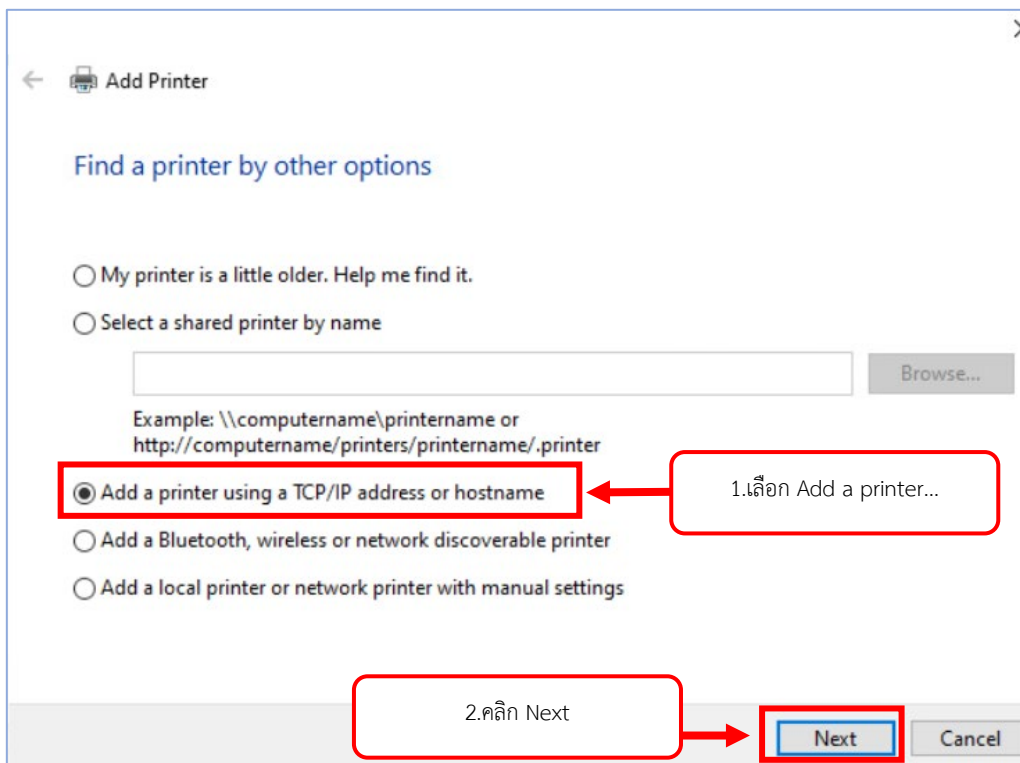 Add Printer
Find a printer by other options
My printer is a little older. Help me find it.
Select a shared printer by name
Browse...
Example: \\computername\printername or
http://computername/printers/printername/.printer
Add a printer using a TCP/IP address or hostname
1.เลือก Add a printer...
Add a Bluetooth, wireless or network discoverable printer
Add a local printer or network printer with manual settings
2.คลิก Next
Next
Cancel